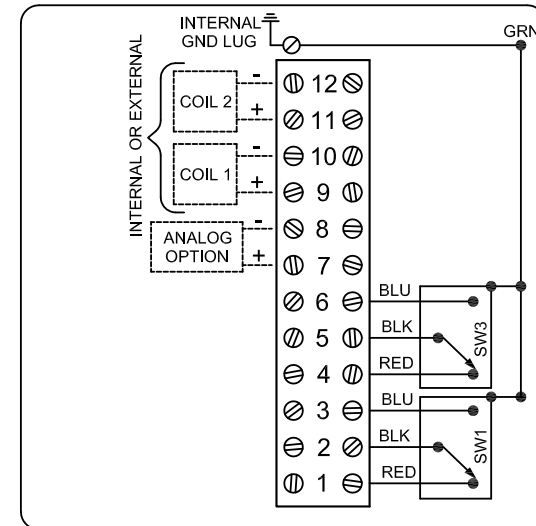 INTERNAL
GND LUG
GRN
INTERNAL OR EXTERNAL
COIL 2
-
+
COIL 1
-
+
ANALOG
OPTION
-
+
12
11
10
9
8
7
6
5
4
3
2
1
BLU
BLK
RED
SW3
BLU
BLK
RED
SW1